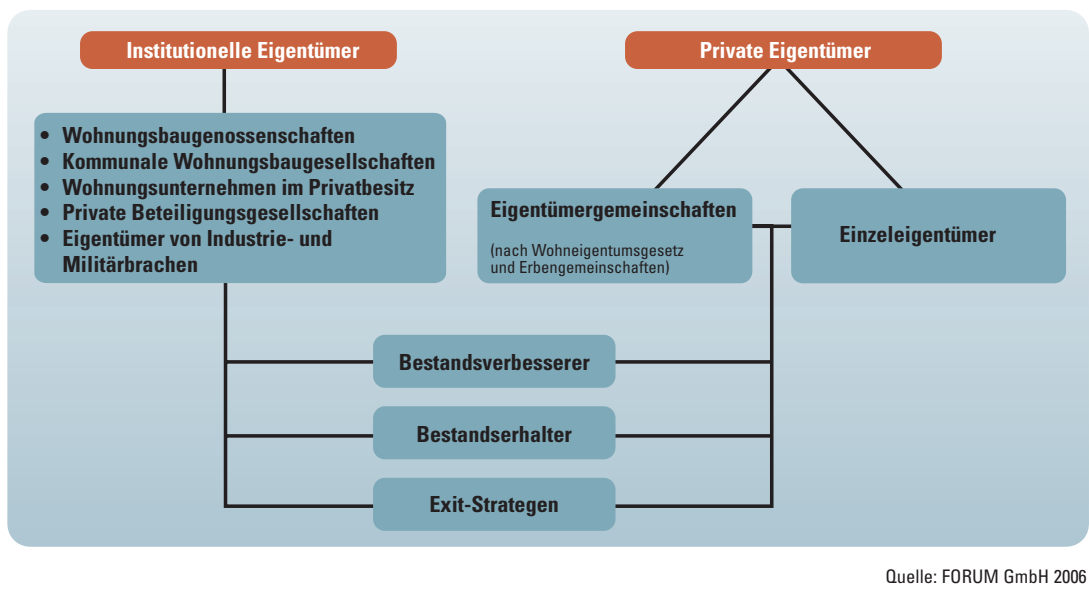 Institutionelle Eigentümer
Private Eigentümer
• Wohnungsbaugenossenschaften
• Kommunale Wohnungsbaugesellschaften
• Wohnungsunternehmen im Privatbesitz
• Private Beteiligungsgesellschaften
• Eigentümer von Industrie- und
Militärbrachen
Eigentümergemeinschaften
(nach Wohneigentumsgesetz
und Erbengemeinschaften)
Einzeleigentümer
Bestandsverbesserer
Bestandserhalter
Exit-Strategen
Quelle: FORUM GmbH 2006